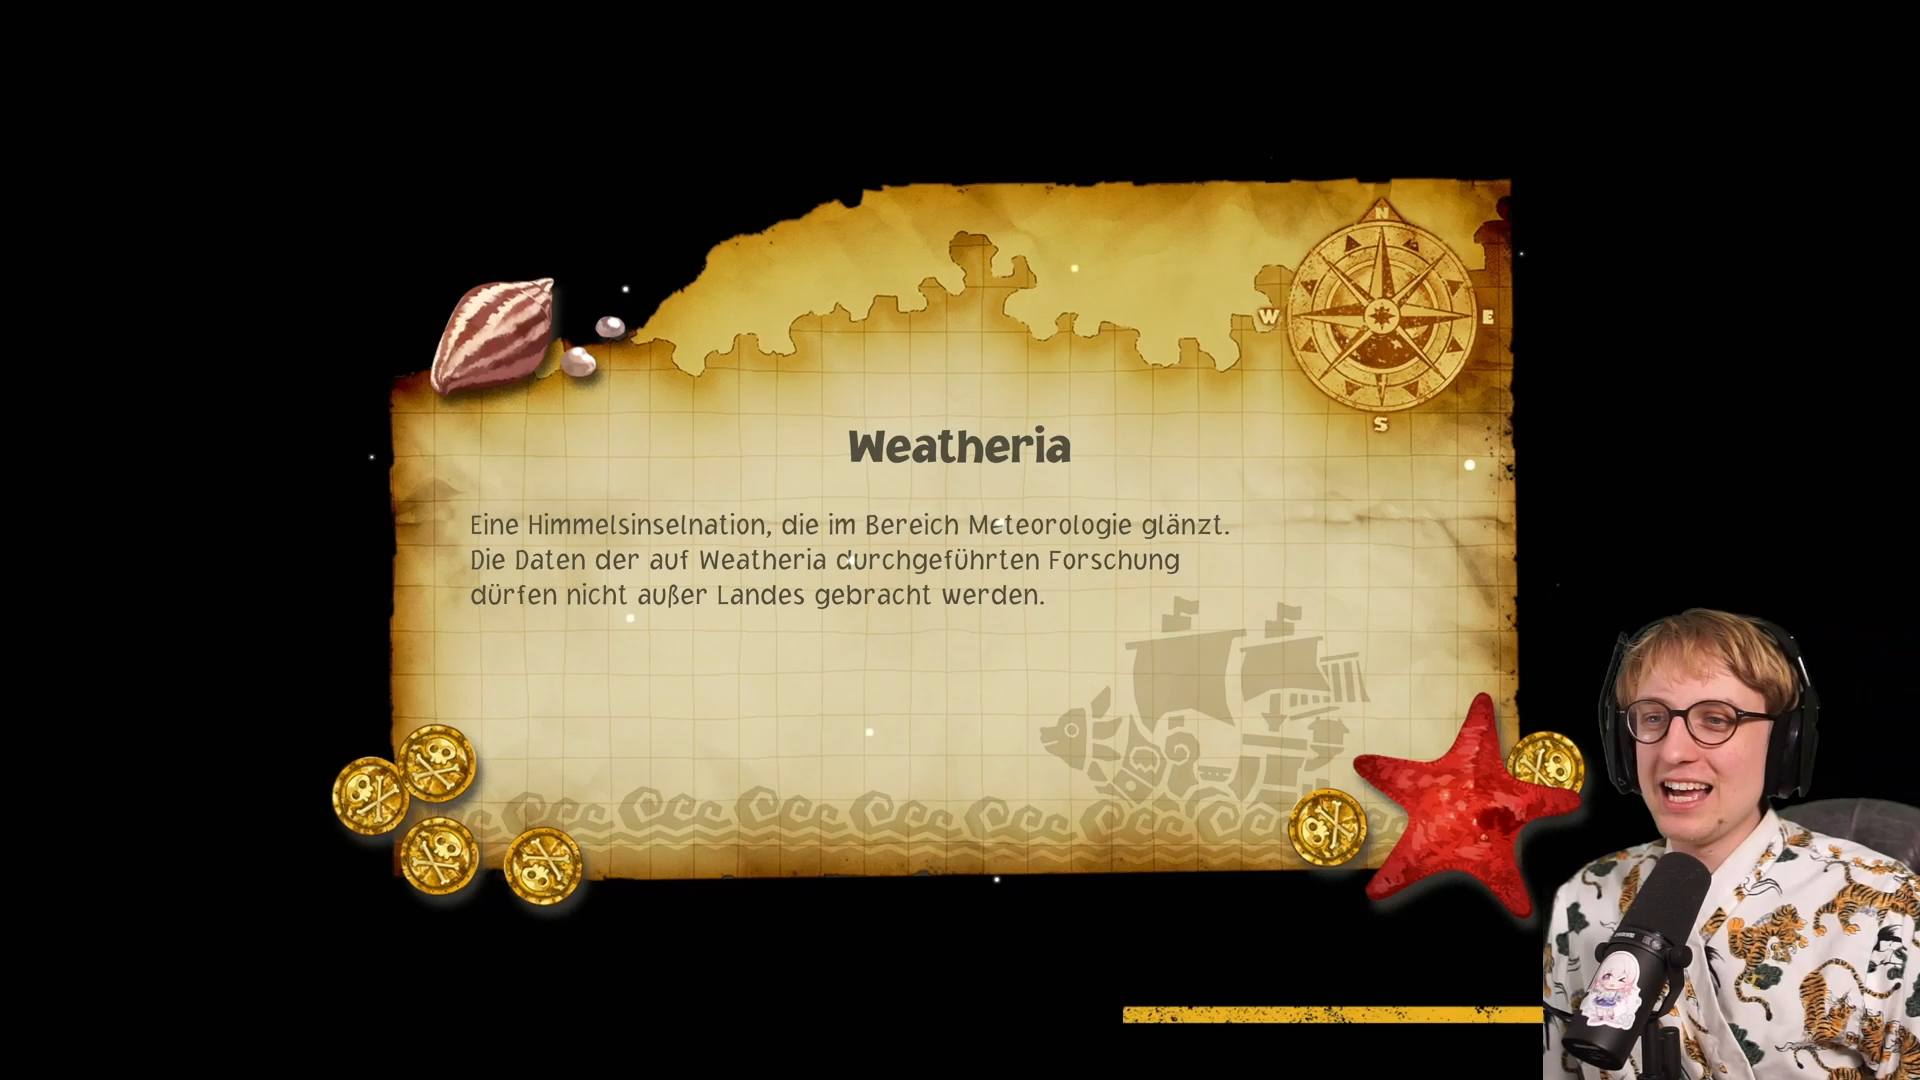 N
W
E
S
Weatheria
Eine Himmelsinselnation, die im Bereich Meteorologie glänzt.
Die Daten der auf Weatheria durchgeführten Forschung
dürfen nicht außer Landes gebracht werden.